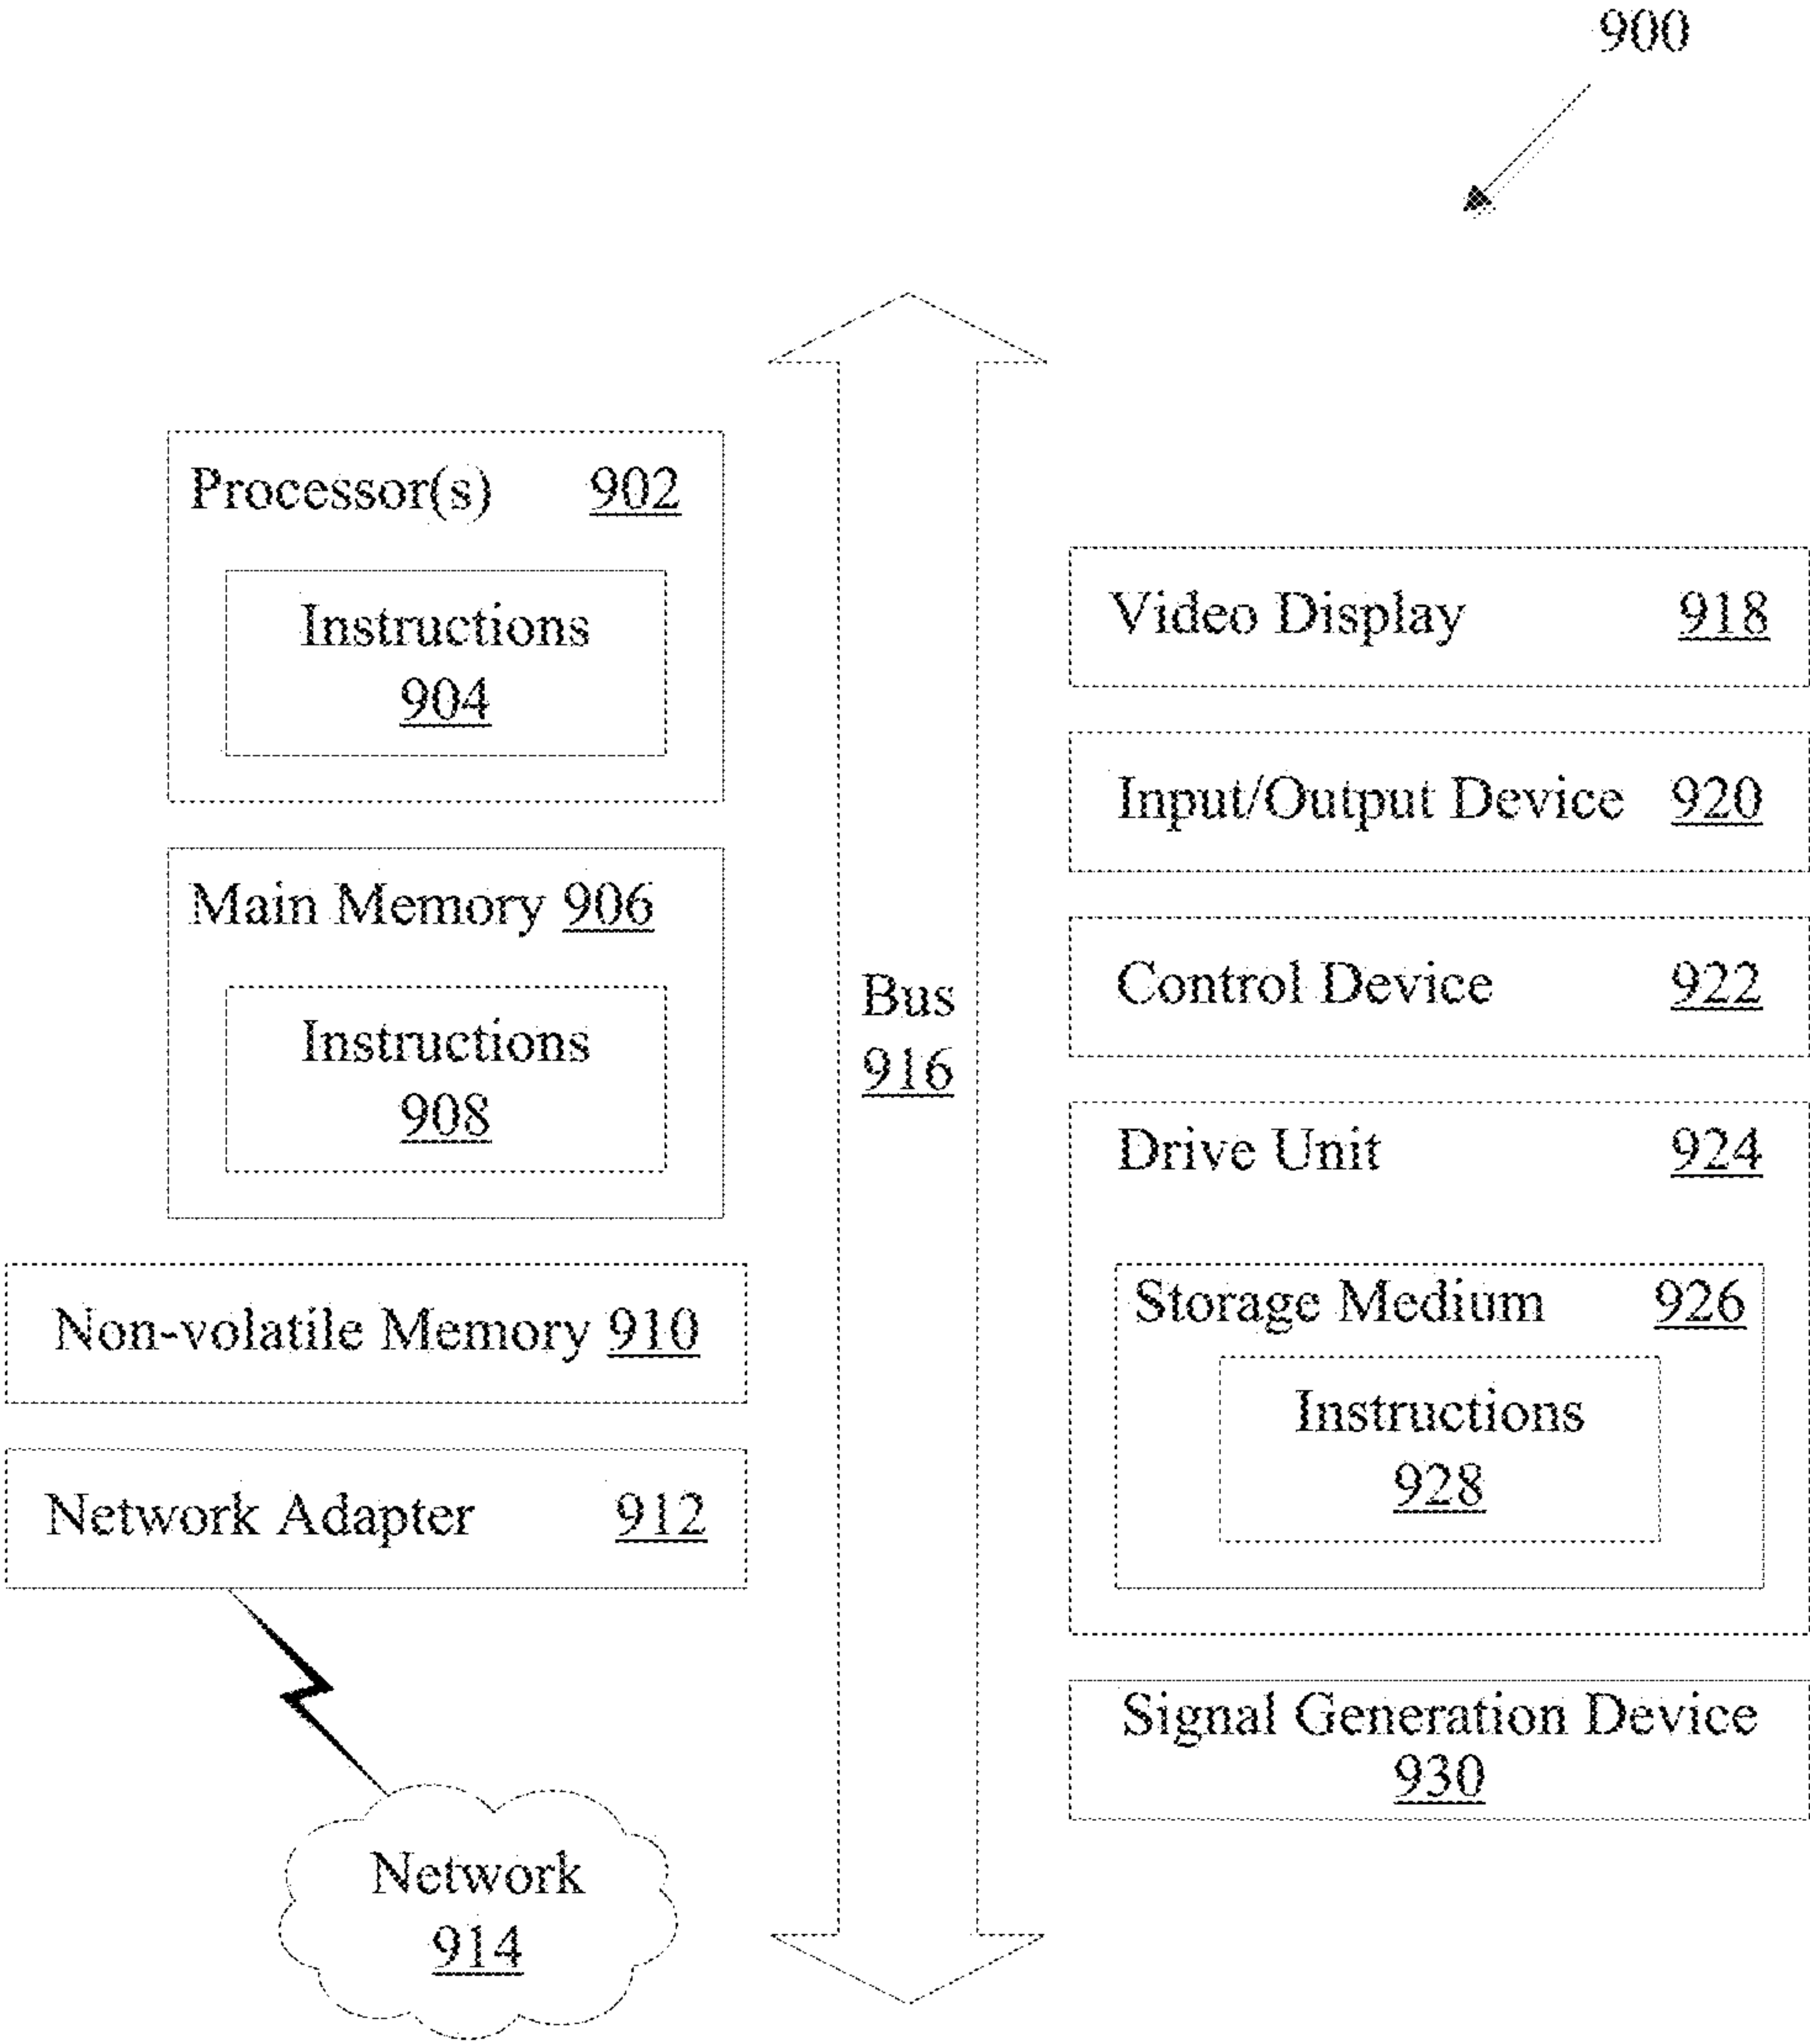 900
Processor(s) 902
Instructions
904
Main Memory 906
Instructions
908
Non-volatile Memory 910
Network Adapter 912
Network
914
Bus
916
Video Display 918
Input/Output Device 920
Control Device 922
Drive Unit 924
Storage Medium 926
Instructions
928
Signal Generation Device
930